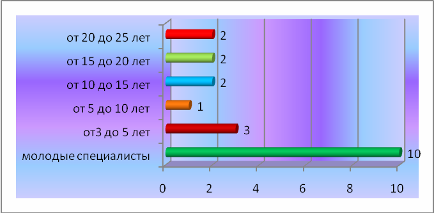 от 20 до 25 лет 2
от 15 до 20 лет 2
от 10 до 15 лет 2
от 5 до 10 лет 1
от3 до 5 лет 3
молодые специалисты 10
0 2 4 6 8 10